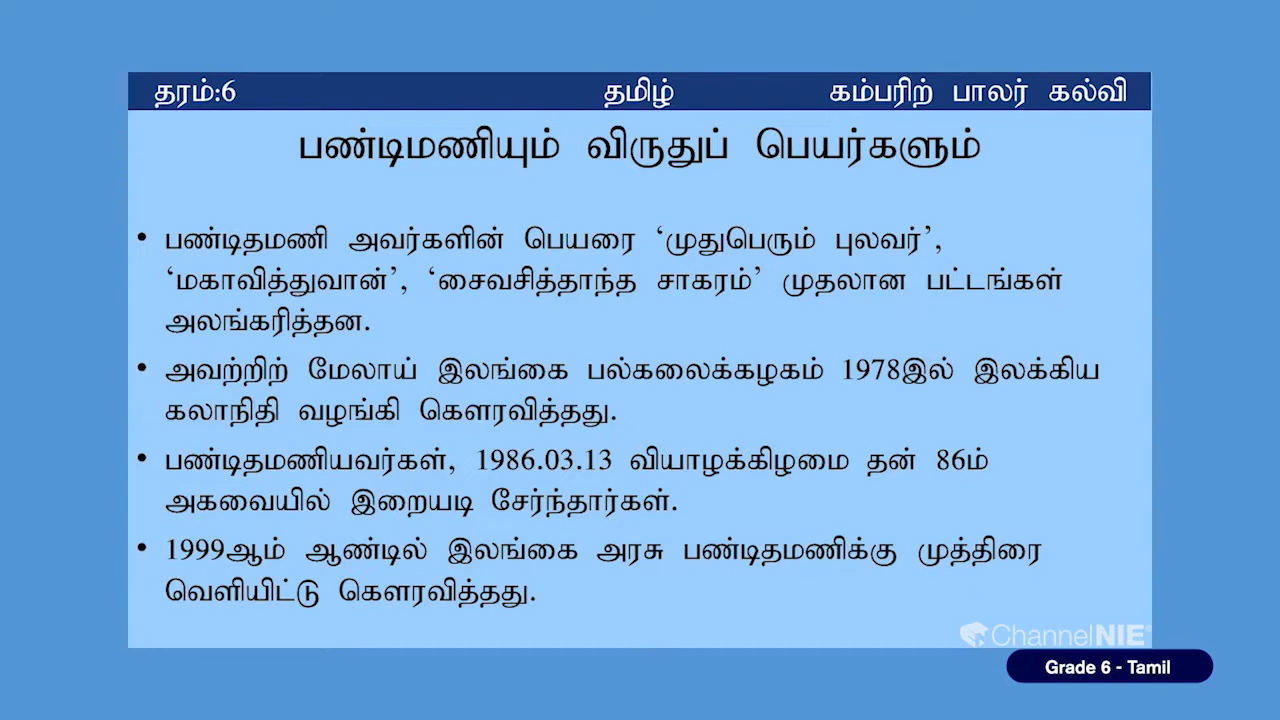 தரம்:6 தமிழ் கம்பரிற் பாலர் கல்வி
பண்டிமணியும் விருதுப் பெயர்களும்
• பண்டிதமணி அவர்களின் பெயரை ‘முதுபெரும் புலவர்’,
‘மகாவித்துவான்’, ‘சைவசித்தாந்த சாகரம்’ முதலான பட்டங்கள்
அலங்கரித்தன.
• அவற்றிற் மேலாய் இலங்கை பல்கலைக்கழகம் 1978இல் இலக்கிய
கலாநிதி வழங்கி கௌரவித்தது.
• பண்டிதமணியவர்கள், 1986.03.13 வியாழக்கிழமை தன் 86ம்
அகவையில் இறையடி சேர்ந்தார்கள்.
• 1999ஆம் ஆண்டில் இலங்கை அரசு பண்டிதமணிக்கு முத்திரை
வெளியிட்டு கௌரவித்தது.
ChannelNIE
Grade 6 - Tamil